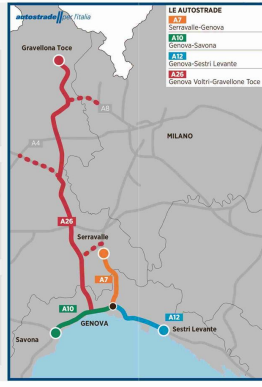 autostrade per l'italia
LE AUTOSTRADE
A7
Serravalle-Genova
A10
Genova-Savona
A12
Genova-Sestri Levante
A26
Genova Voltri-Gravellona Toce
Gravellona Toce
A8
MILANO
A4
A26
Serravalle
A7
A10
GENOVA
A12
Savona
Sestri Levante